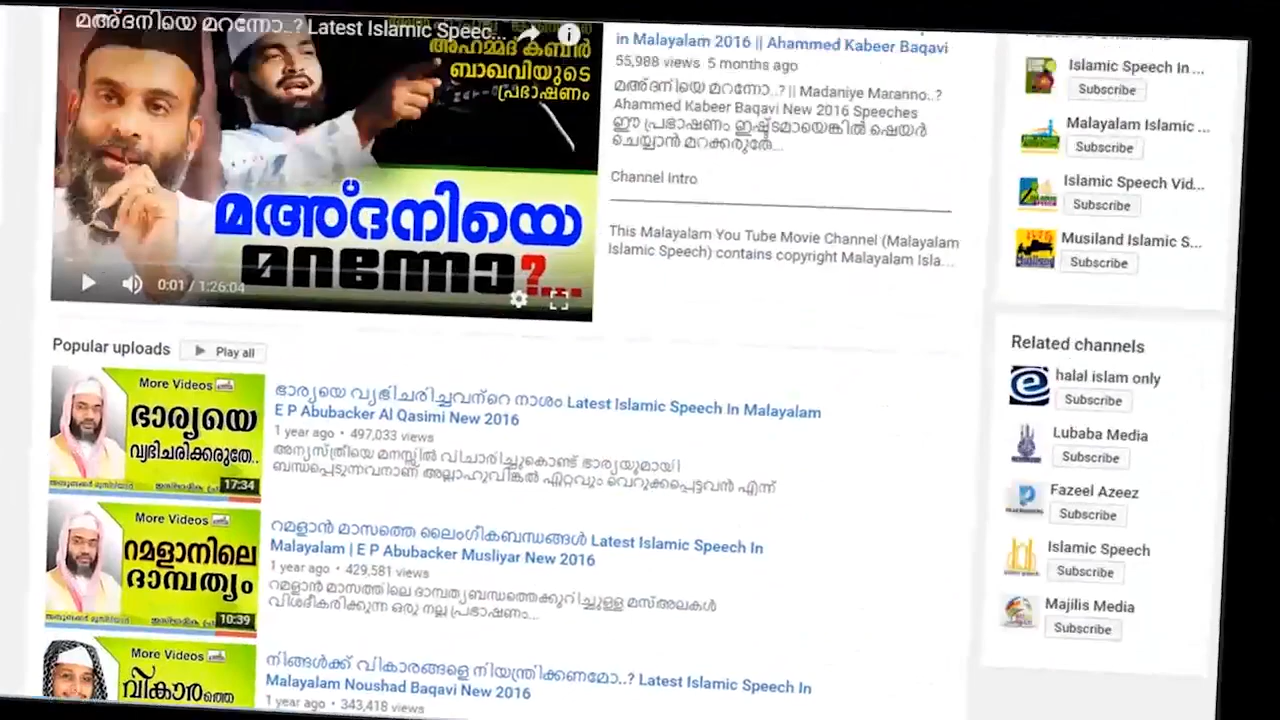 മഅ്ദനിയെ മറന്നോ..? Latest Islamic Speec...
അഹമ്മദ് കബീർ
ബാഖവിയുടെ
പ്രഭാഷണം
മഅ്ദനിയെ
മറന്നോ?...
0:01 / 1:26:04
in Malayalam 2016 || Ahammed Kabeer Baqavi
55,988 views 5 months ago
മഅ്ദനിയെ മറന്നോ..? || Madaniye Maranno..?
Ahammed Kabeer Baqavi New 2016 Speeches
ഈ പ്രഭാഷണം ഇഷ്ട്ടമായെങ്കിൽ ഷെയർ
ചെയ്യാൻ മറക്കരുതേ...
Channel Intro
This Malayalam You Tube Movie Channel (Malayalam
Islamic Speech) contains copyright Malayalam Isla...
Popular uploads
Play all
More Videos
ഭാര്യയെ
വ്യഭിചരിക്കരുതേ..
17:34
ഭാര്യയെ വ്യഭിചരിച്ചവന്റെ നാശം Latest Islamic Speech In Malayalam
E P Abubacker Al Qasimi New 2016
1 year ago • 497,033 views
അന്യസ്ത്രീയെ മനസ്സിൽ വിചാരിച്ചുകൊണ്ട് ഭാര്യയുമായി
ബന്ധപ്പെടുന്നവനാണ് അല്ലാഹുവിങ്കൽ ഏറ്റവും വെറുക്കപ്പെട്ടവൻ എന്ന്
More Videos
റമളാനിലെ
ദാമ്പത്യം
10:39
റമളാൻ മാസത്തെ ലൈംഗീകബന്ധങ്ങൾ Latest Islamic Speech In
Malayalam | E P Abubacker Musliyar New 2016
1 year ago • 429,581 views
റമളാൻ മാസത്തിലെ ദാമ്പത്യബന്ധത്തെക്കുറിച്ചുള്ള മസ്അലകൾ
വിശദീകരിക്കുന്ന ഒരു നല്ല പ്രഭാഷണം...
More Videos
വികാരത്തെ
നിങ്ങൾക്ക് വികാരങ്ങളെ നിയന്ത്രിക്കണമോ..? Latest Islamic Speech In
Malayalam Noushad Baqavi New 2016
1 year ago • 343,418 views
Islamic Speech In ...
Subscribe
Malayalam Islamic ...
Subscribe
Islamic Speech Vid...
Subscribe
Musiland Islamic S...
Subscribe
Related channels
halal islam only
Subscribe
Lubaba Media
Subscribe
Fazeel Azeez
Subscribe
Islamic Speech
Subscribe
Majilis Media
Subscribe